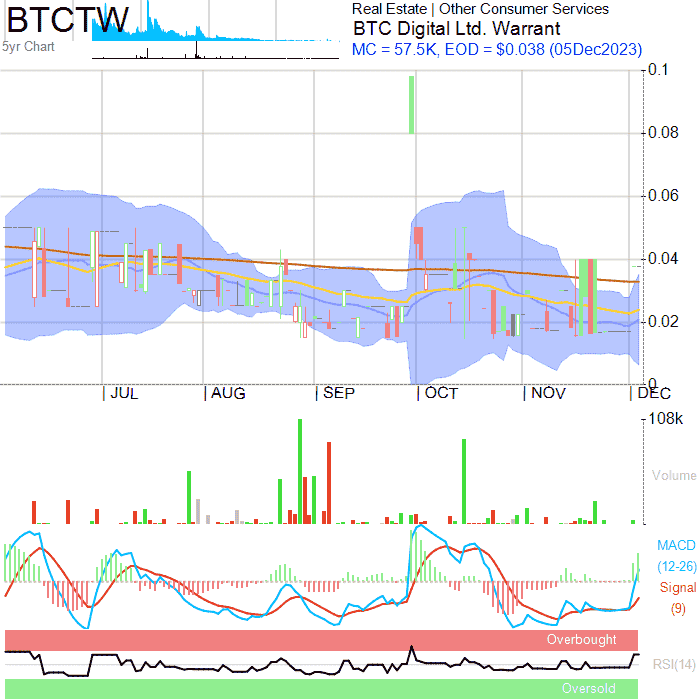 BTCTW
5yr Chart
Real Estate | Other Consumer Services
BTC Digital Ltd. Warrant
MC = 57.5K, EOD = $0.038 (05Dec2023)
0.1
0.08
0.06
0.04
0.02
0
| JUL | AUG | SEP | OCT | NOV | DEC
108k
Volume
MACD
(12-26)
Signal
(9)
Overbought
RSI(14)
Oversold